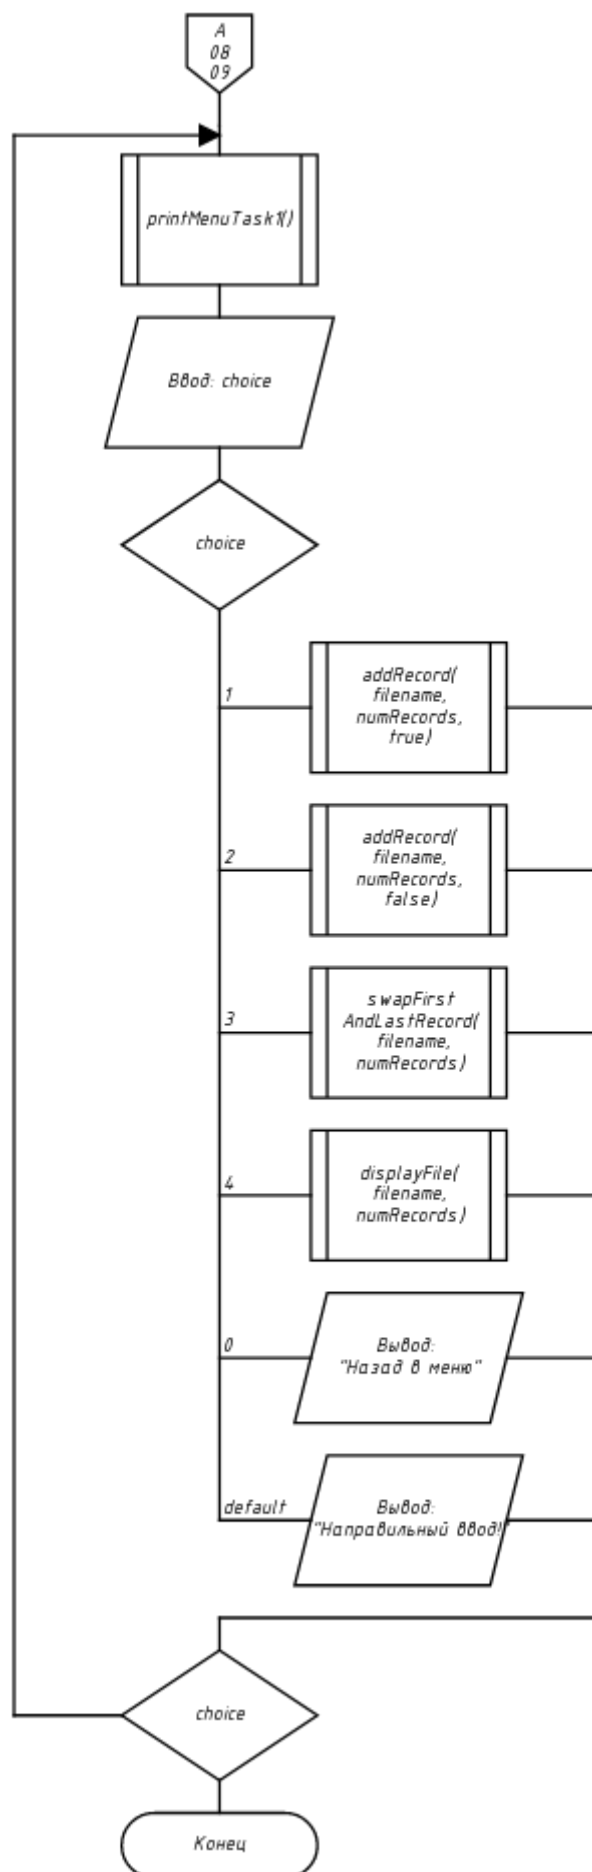 A
08
09
printMenuTask1()
Ввод: choice
choice
1
addRecord(
filename,
numRecords,
true)
2
addRecord(
filename,
numRecords,
false)
3
swapFirst
AndLastRecord(
filename,
numRecords)
4
displayFile(
filename,
numRecords)
0
Вывод:
"Назад в меню"
default
Вывод:
"Направильный ввод!"
choice
Конец